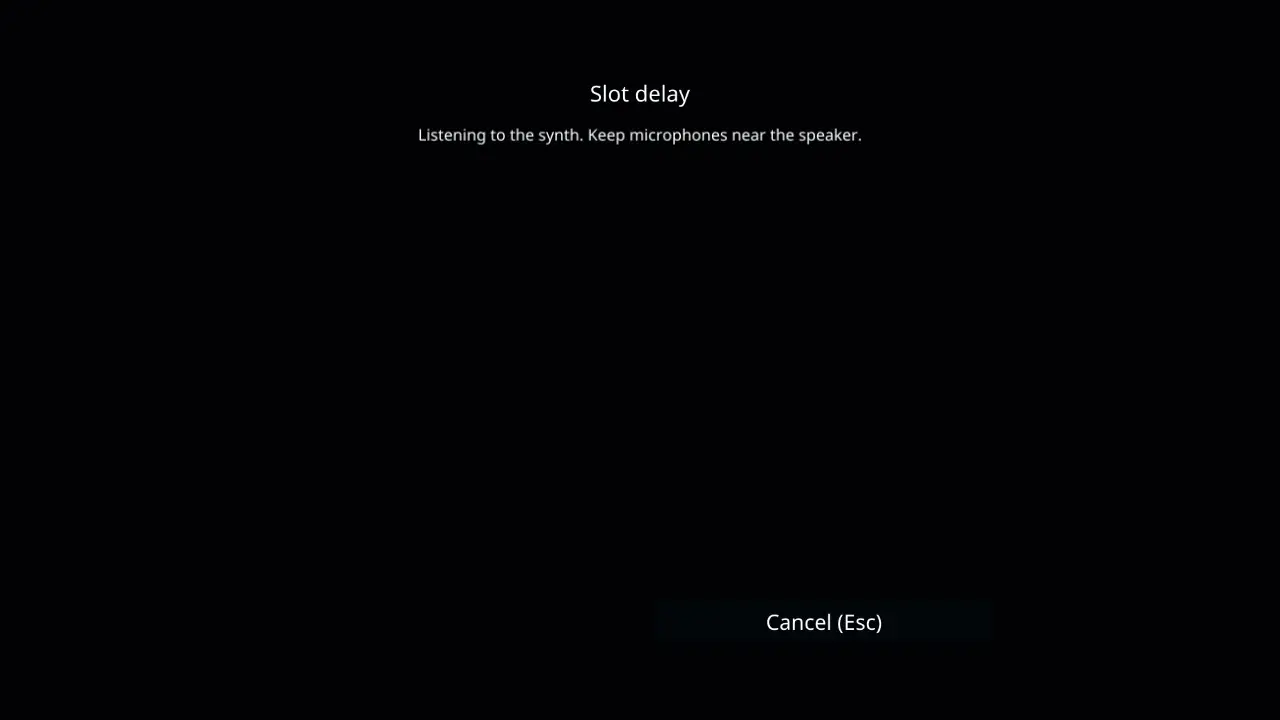 Slot delay
Listening to the synth. Keep microphones near the speaker.
Cancel (Esc)